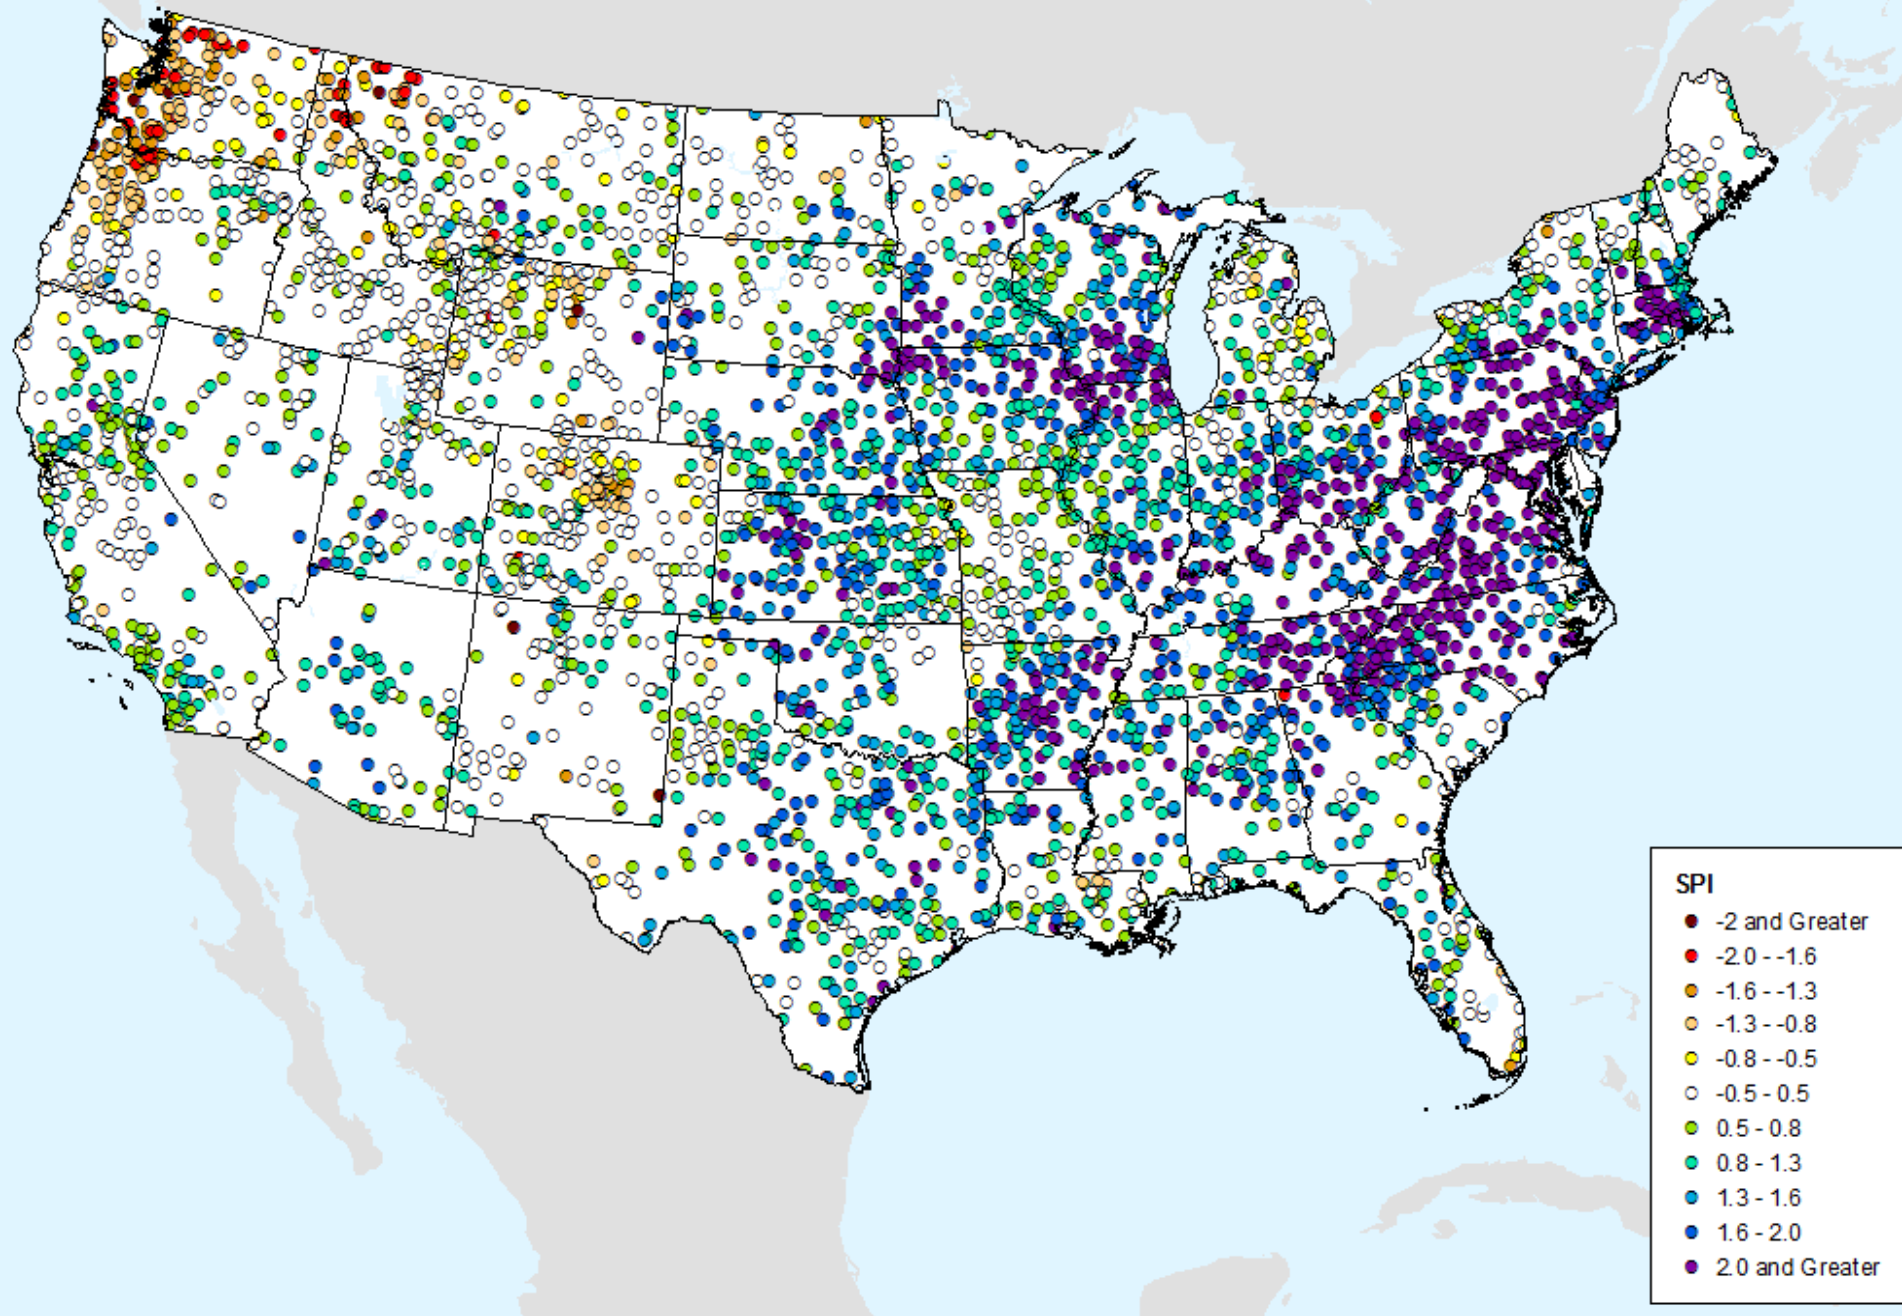 SPI
-2 and Greater
-2.0 - -1.6
-1.6 - -1.3
-1.3 - -0.8
-0.8 - -0.5
-0.5 - 0.5
0.5 - 0.8
0.8 - 1.3
1.3 - 1.6
1.6 - 2.0
2.0 and Greater